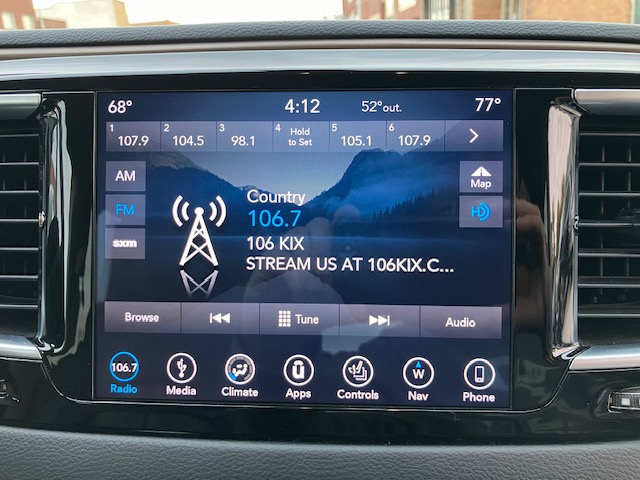 68° 4:12 52°out. 77°
1 2 3 4 5 6
107.9 104.5 98.1 Hold to Set 105.1 107.9
AM
Map
FM
HD
sxm
Country
106.7
106 KIX
STREAM US AT 106KIX.C...
Browse Tune Audio
106.7 W
Radio Media Climate Apps Controls Nav Phone